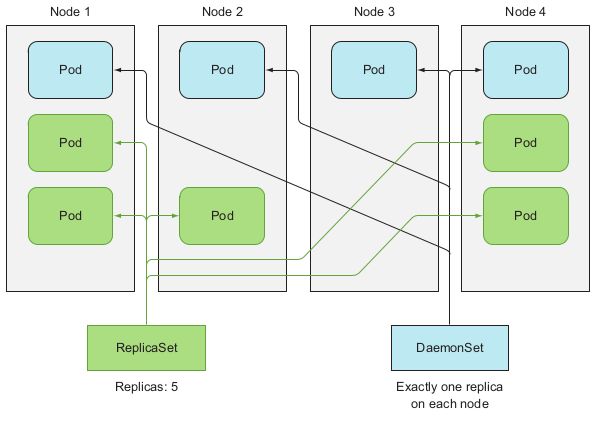 Node 1
Node 2
Node 3
Node 4
Pod
Pod
Pod
Pod
Pod
Pod
Pod
Pod
Pod
ReplicaSet
DaemonSet
Replicas: 5
Exactly one replica
on each node